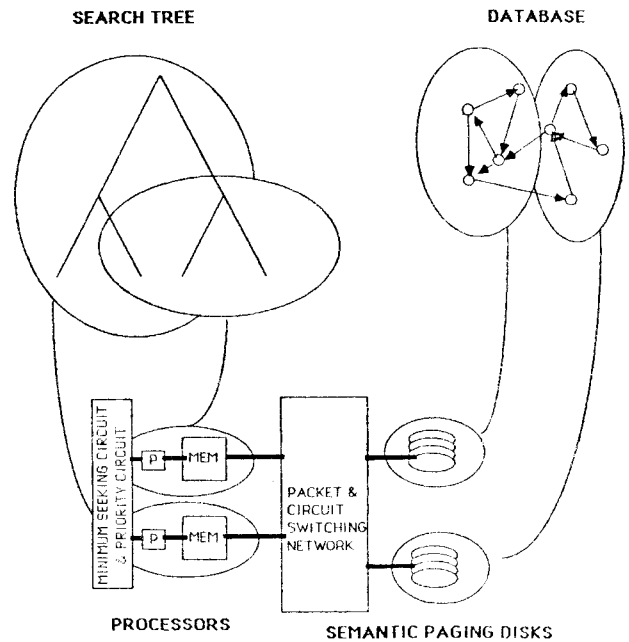 SEARCH TREE
DATABASE
MINIMUM SEEKING CIRCUIT
& PRIORITY CIRCUIT
P
MEM
P
MEM
PACKET &
CIRCUIT
SWITCHING
NETWORK
PROCESSORS
SEMANTIC PAGING DISKS